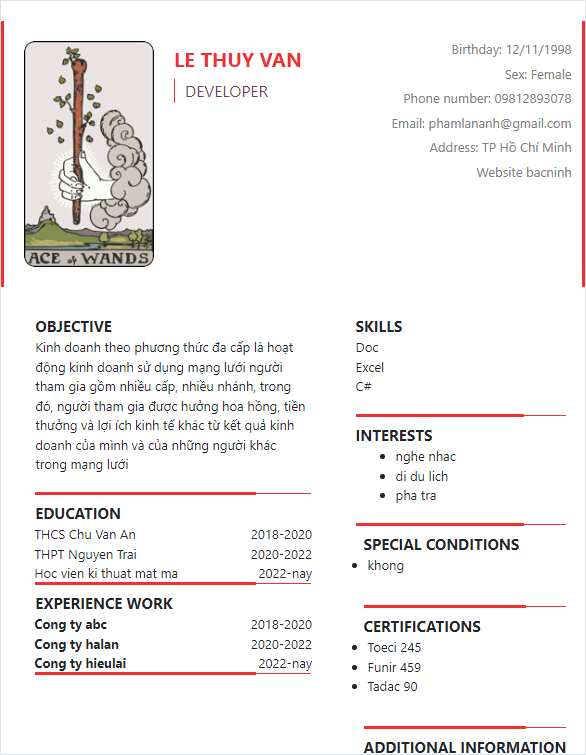 ACE of WANDS
LE THUY VAN
DEVELOPER
Birthday: 12/11/1998
Sex: Female
Phone number: 09812893078
Email: phamlananh@gmail.com
Address: TP Hồ Chí Minh
Website bacninh
OBJECTIVE
Kinh doanh theo phương thức đa cấp là hoạt
động kinh doanh sử dụng mạng lưới người
tham gia gồm nhiều cấp, nhiều nhánh, trong
đó, người tham gia được hưởng hoa hồng, tiền
thưởng và lợi ích kinh tế khác từ kết quả kinh
doanh của mình và của những người khác
trong mạng lưới
EDUCATION
THCS Chu Van An 2018-2020
THPT Nguyen Trai 2020-2022
Hoc vien ki thuat mat ma 2022-nay
EXPERIENCE WORK
Cong ty abc 2018-2020
Cong ty halan 2020-2022
Cong ty hieulai 2022-nay
SKILLS
Doc
Excel
C#
INTERESTS
nghe nhac
di du lich
pha tra
SPECIAL CONDITIONS
khong
CERTIFICATIONS
Toeci 245
Funir 459
Tadac 90
ADDITIONAL INFORMATION